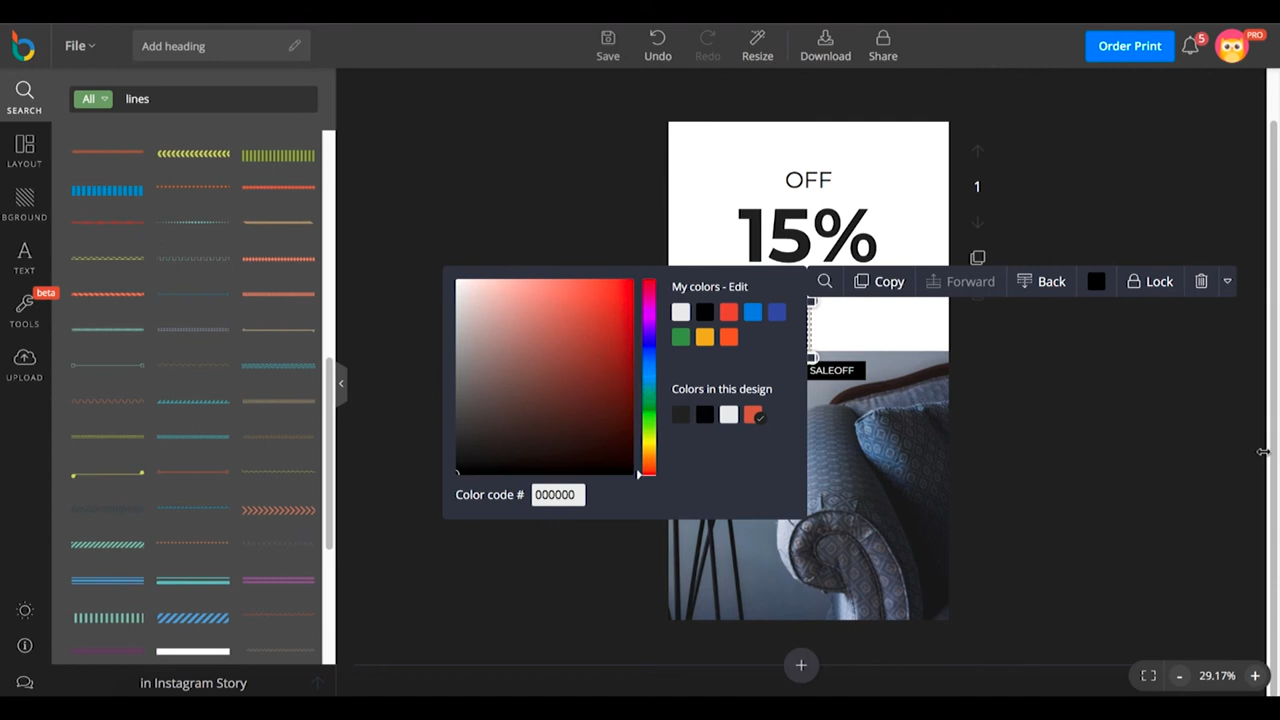 File
Add heading
Save
Undo
Redo
Resize
Download
Share
Order Print
5
PRO
SEARCH
All
lines
LAYOUT
BGROUND
TEXT
beta
TOOLS
UPLOAD
OFF
15%
1
My colors - Edit
Copy
Forward
Back
Lock
SALEOFF
Colors in this design
Color code #
000000
in Instagram Story
29.17%